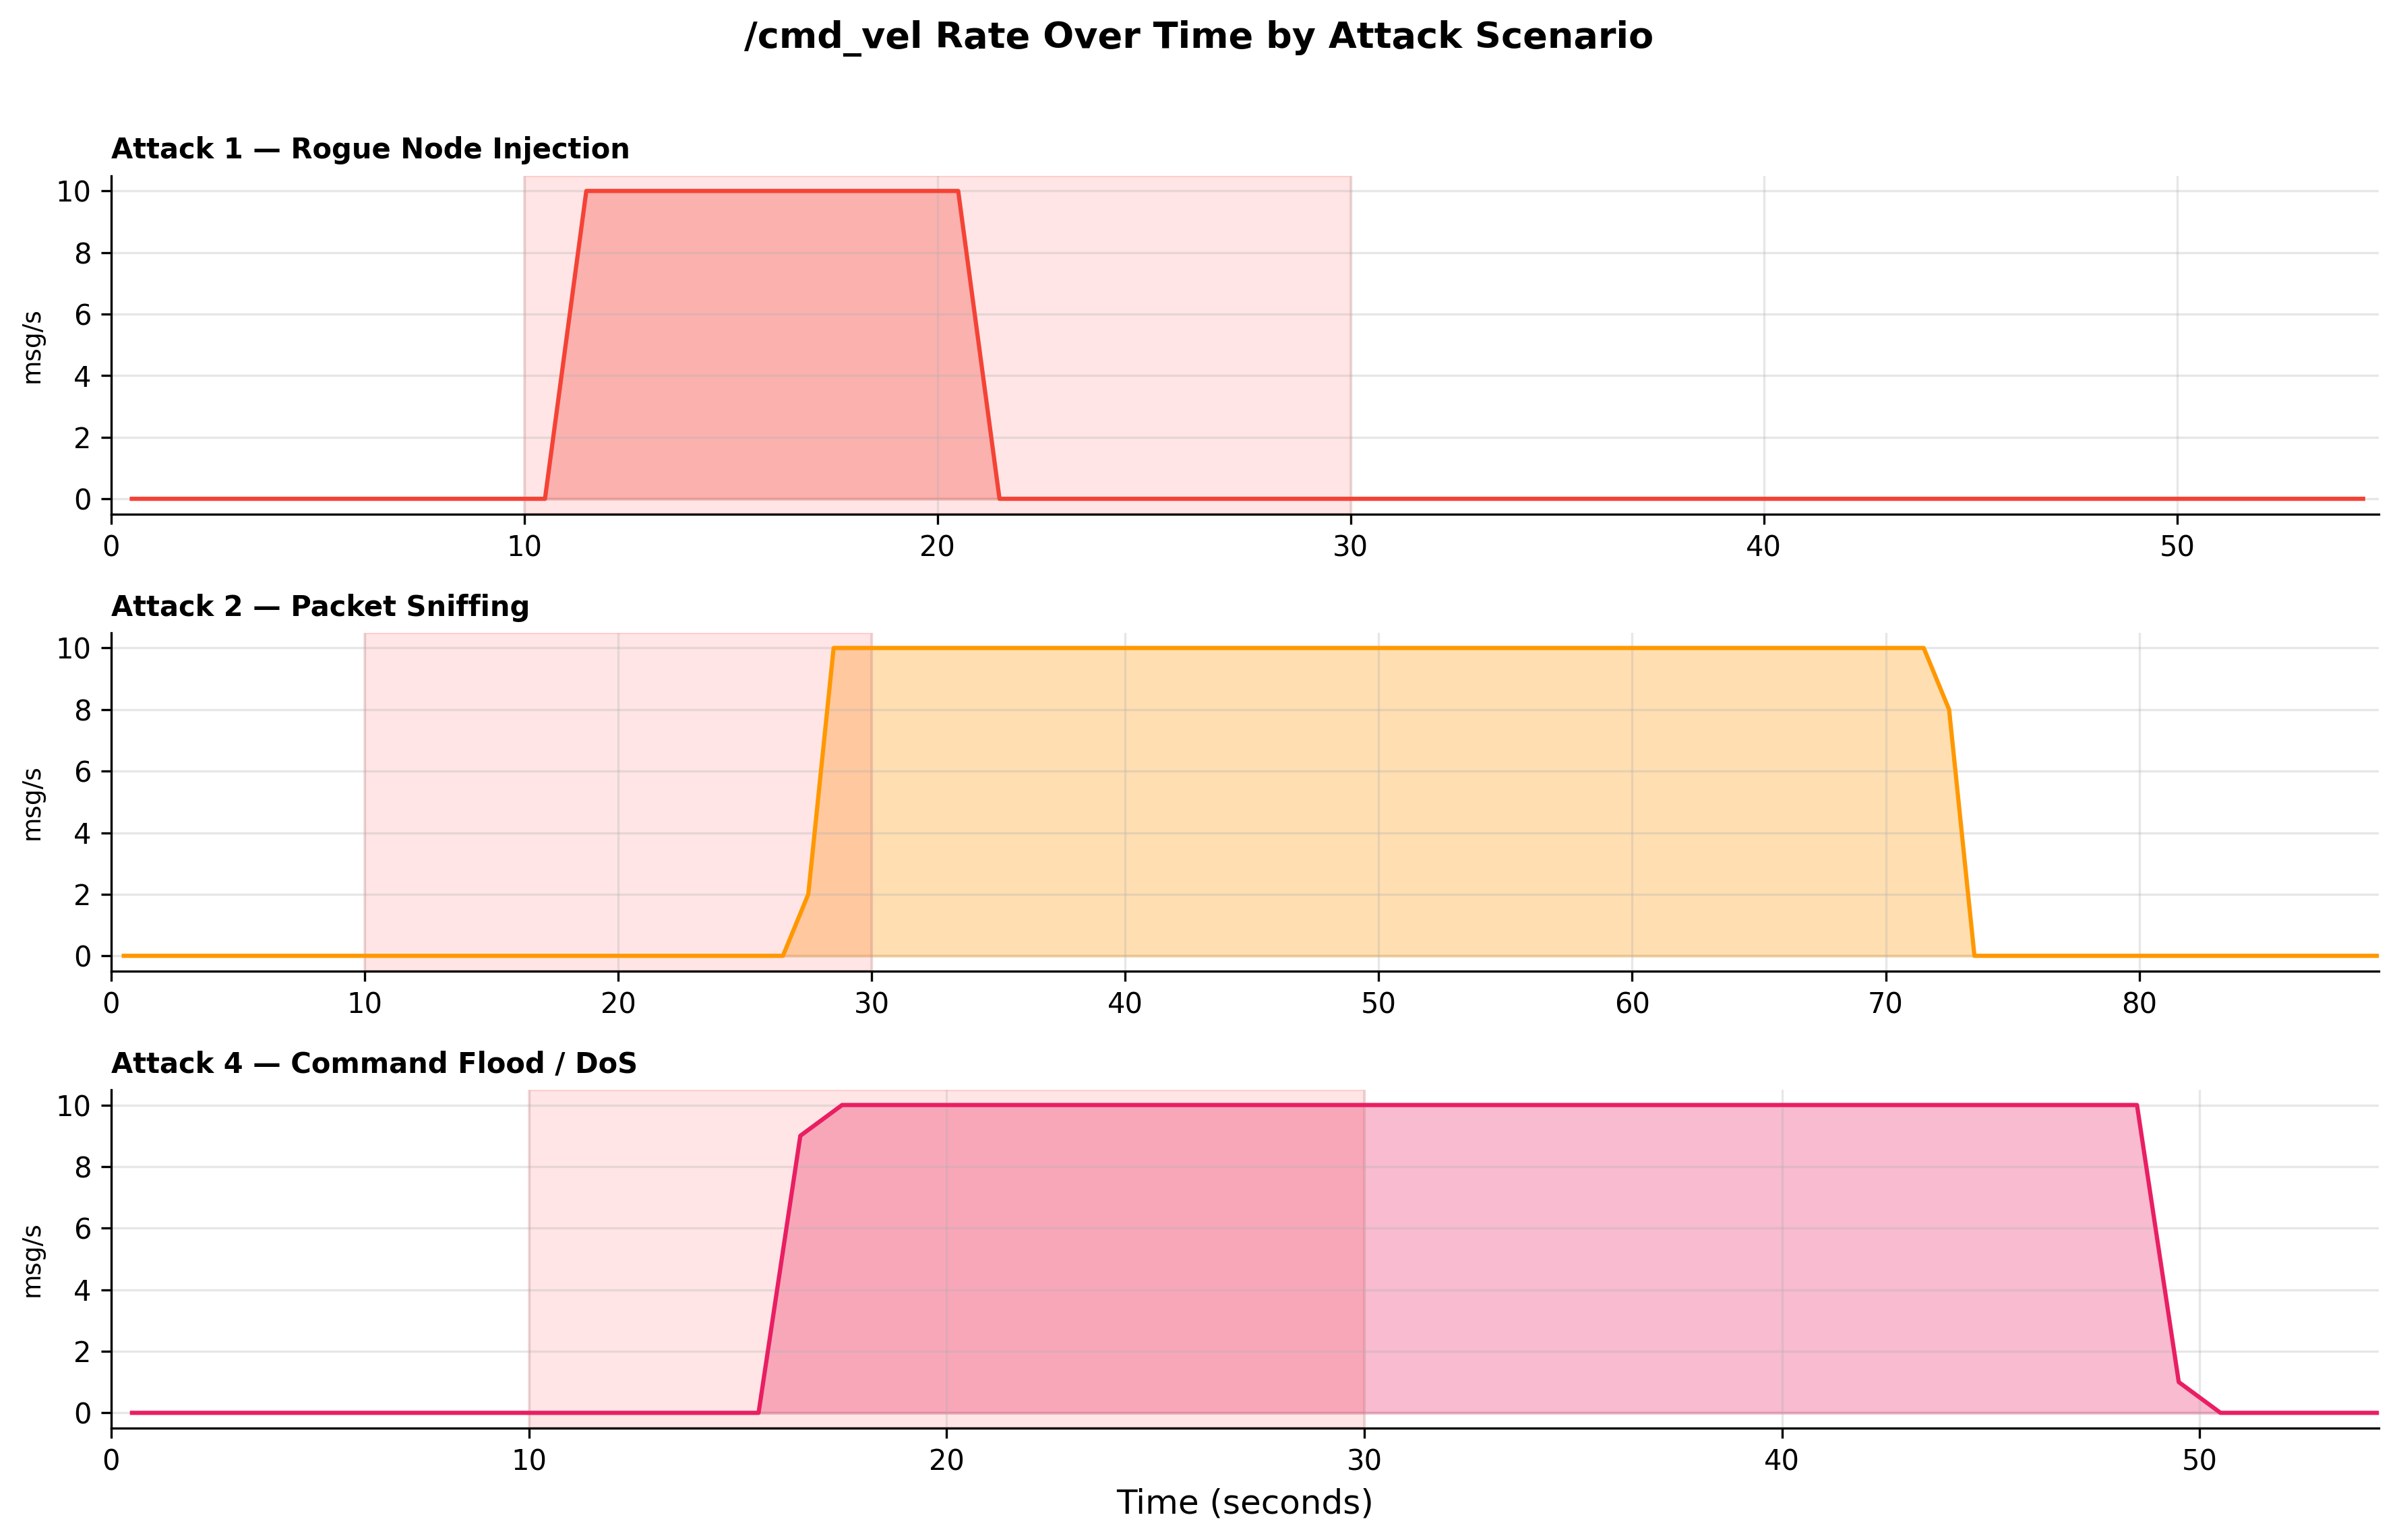 /cmd_vel Rate Over Time by Attack Scenario
Attack 1 — Rogue Node Injection
10
8
6
4
2
0
msg/s
0 10 20 30 40 50
Attack 2 — Packet Sniffing
10
8
6
4
2
0
msg/s
0 10 20 30 40 50 60 70 80
Attack 4 — Command Flood / DoS
10
8
6
4
2
0
msg/s
0 10 20 30 40 50
Time (seconds)